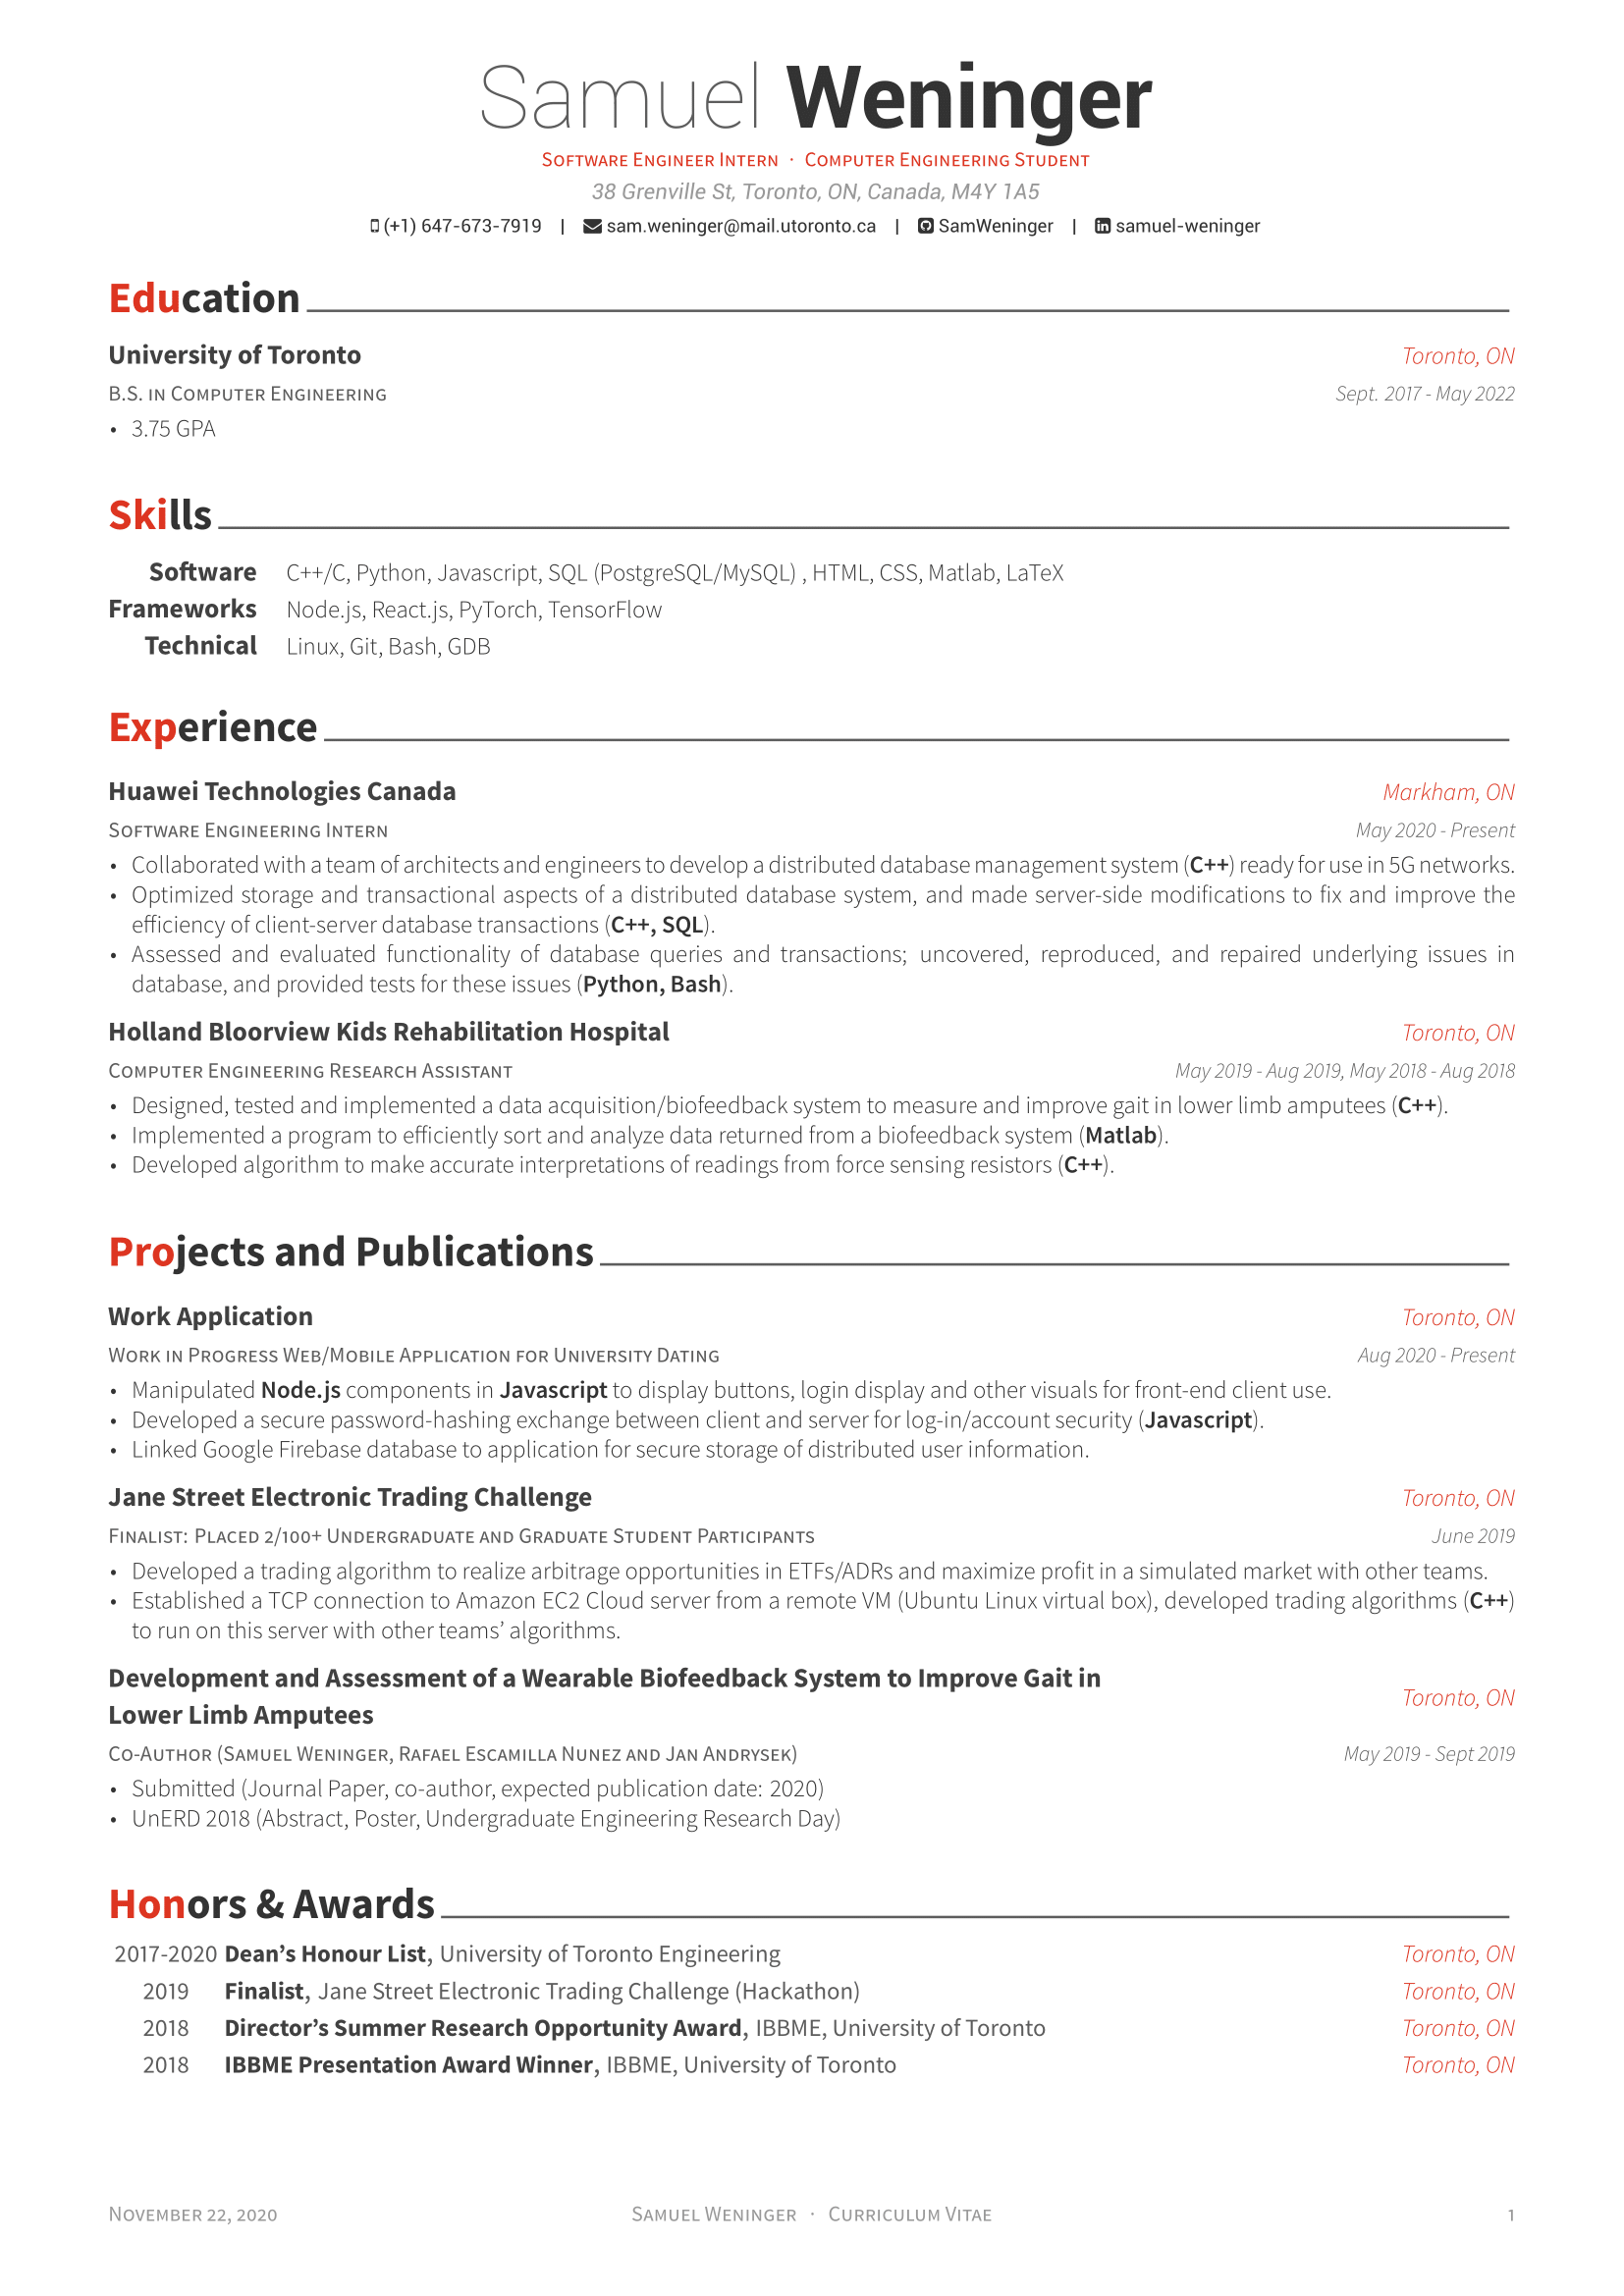 Samuel Weninger
Software Engineer Intern · Computer Engineering Student
38 Grenville St, Toronto, ON, Canada, M4Y 1A5
(+1) 647-673-7919 | sam.weninger@mail.utoronto.ca | SamWeninger | samuel-weninger
Education
University of Toronto Toronto, ON
B.S. in Computer Engineering Sept. 2017 - May 2022
• 3.75 GPA
Skills
Software C++/C, Python, Javascript, SQL (PostgreSQL/MySQL) , HTML, CSS, Matlab, LaTeX
Frameworks Node.js, React.js, PyTorch, TensorFlow
Technical Linux, Git, Bash, GDB
Experience
Huawei Technologies Canada Markham, ON
Software Engineering Intern May 2020 - Present
• Collaborated with a team of architects and engineers to develop a distributed database management system (C++) ready for use in 5G networks.
• Optimized storage and transactional aspects of a distributed database system, and made server-side modifications to fix and improve the
efficiency of client-server database transactions (C++, SQL).
• Assessed and evaluated functionality of database queries and transactions; uncovered, reproduced, and repaired underlying issues in
database, and provided tests for these issues (Python, Bash).
Holland Bloorview Kids Rehabilitation Hospital Toronto, ON
Computer Engineering Research Assistant May 2019 - Aug 2019, May 2018 - Aug 2018
• Designed, tested and implemented a data acquisition/biofeedback system to measure and improve gait in lower limb amputees (C++).
• Implemented a program to efficiently sort and analyze data returned from a biofeedback system (Matlab).
• Developed algorithm to make accurate interpretations of readings from force sensing resistors (C++).
Projects and Publications
Work Application Toronto, ON
Work in Progress Web/Mobile Application for University Dating Aug 2020 - Present
• Manipulated Node.js components in Javascript to display buttons, login display and other visuals for front-end client use.
• Developed a secure password-hashing exchange between client and server for log-in/account security (Javascript).
• Linked Google Firebase database to application for secure storage of distributed user information.
Jane Street Electronic Trading Challenge Toronto, ON
Finalist: Placed 2/100+ Undergraduate and Graduate Student Participants June 2019
• Developed a trading algorithm to realize arbitrage opportunities in ETFs/ADRs and maximize profit in a simulated market with other teams.
• Established a TCP connection to Amazon EC2 Cloud server from a remote VM (Ubuntu Linux virtual box), developed trading algorithms (C++)
to run on this server with other teams’ algorithms.
Development and Assessment of a Wearable Biofeedback System to Improve Gait in
Lower Limb Amputees Toronto, ON
Co-Author (Samuel Weninger, Rafael Escamilla Nunez and Jan Andrysek) May 2019 - Sept 2019
• Submitted (Journal Paper, co-author, expected publication date: 2020)
• UnERD 2018 (Abstract, Poster, Undergraduate Engineering Research Day)
Honors & Awards
2017-2020 Dean’s Honour List, University of Toronto Engineering Toronto, ON
2019 Finalist, Jane Street Electronic Trading Challenge (Hackathon) Toronto, ON
2018 Director’s Summer Research Opportunity Award, IBBME, University of Toronto Toronto, ON
2018 IBBME Presentation Award Winner, IBBME, University of Toronto Toronto, ON
November 22, 2020 Samuel Weninger · Curriculum Vitae 1